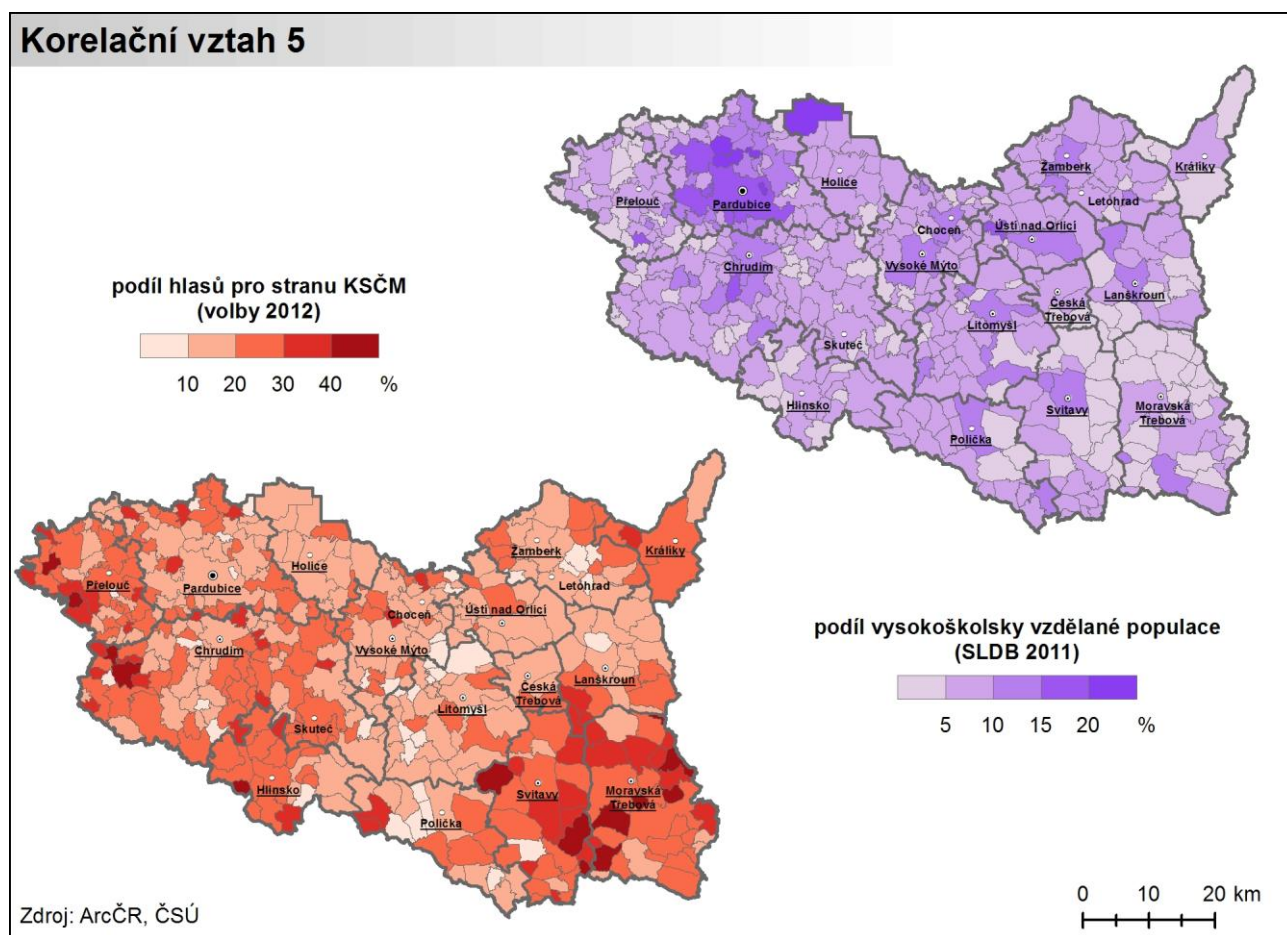 Korelační vztah 5
Žamberk
Králíky
Holice
Přelouč
Pardubice
Letohrad
Choceň
Ústí nad Orlicí
Chrudim
Vysoké Mýto
Lanškroun
Česká
Třebová
Litomyšl
Skuteč
Hlinsko
Svitavy
Moravská
Třebová
Polička
podíl hlasů pro stranu KSČM
(volby 2012)
10 20 30 40 %
Žamberk
Králíky
Holice
Přelouč
Pardubice
Letohrad
Choceň
Ústí nad Orlicí
Chrudim
Vysoké Mýto
Lanškroun
Česká
Třebová
Litomyšl
Skuteč
Hlinsko
Svitavy
Moravská
Třebová
Polička
podíl vysokoškolsky vzdělané populace
(SLDB 2011)
5 10 15 20 %
0 10 20 km
Zdroj: ArcČR, ČSÚ